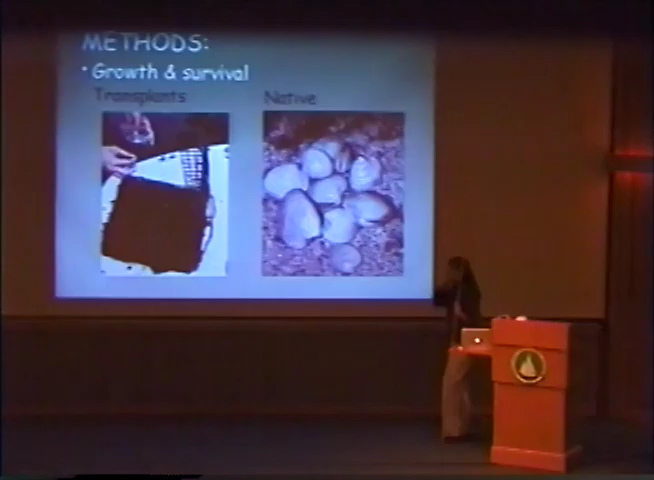 METHODS:
• Growth & survival
Transplants
Native